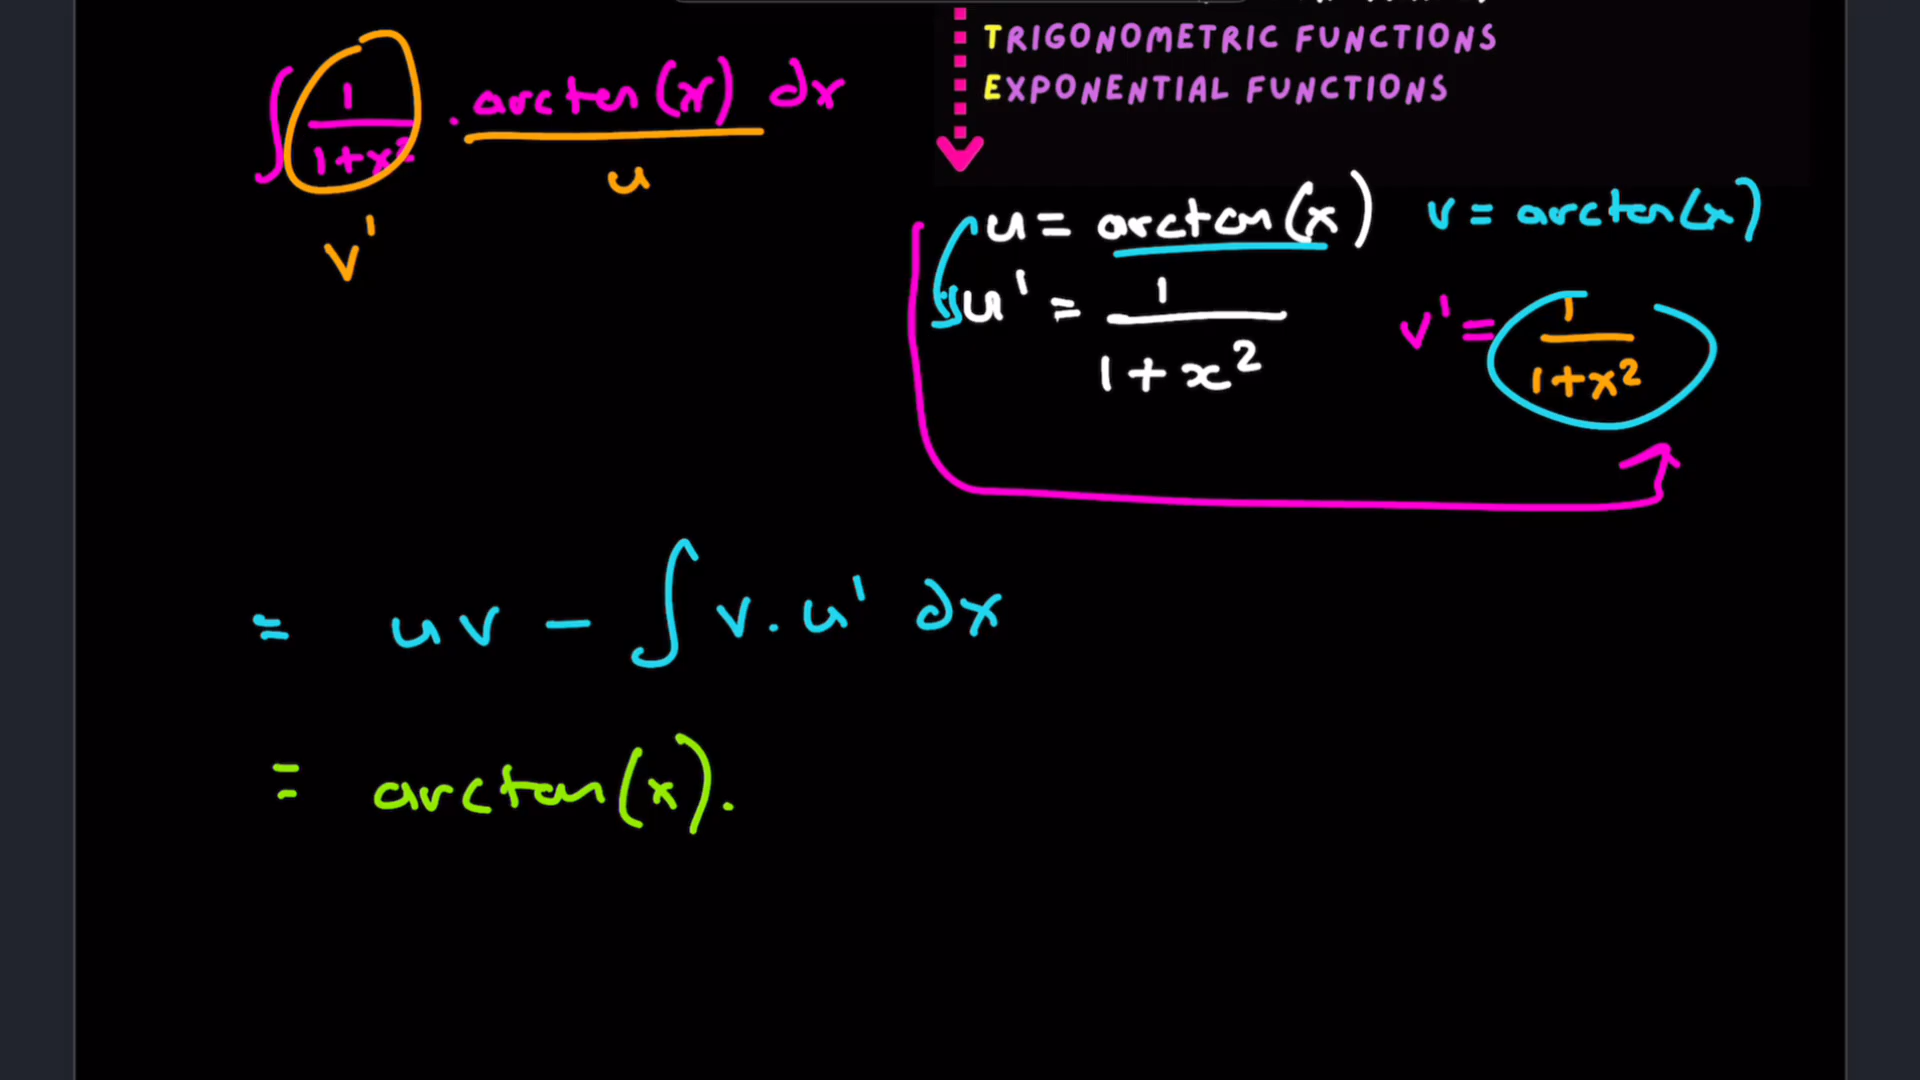 TRIGONOMETRIC FUNCTIONS
EXPONENTIAL FUNCTIONS
∫ 1/(1+x²) · arctan(x) dx
v' u
u = arctan(x) v = arctan(x)
u' = 1/(1+x²) v' = 1/(1+x²)
= uv − ∫ v · u' dx
= arctan(x) ·